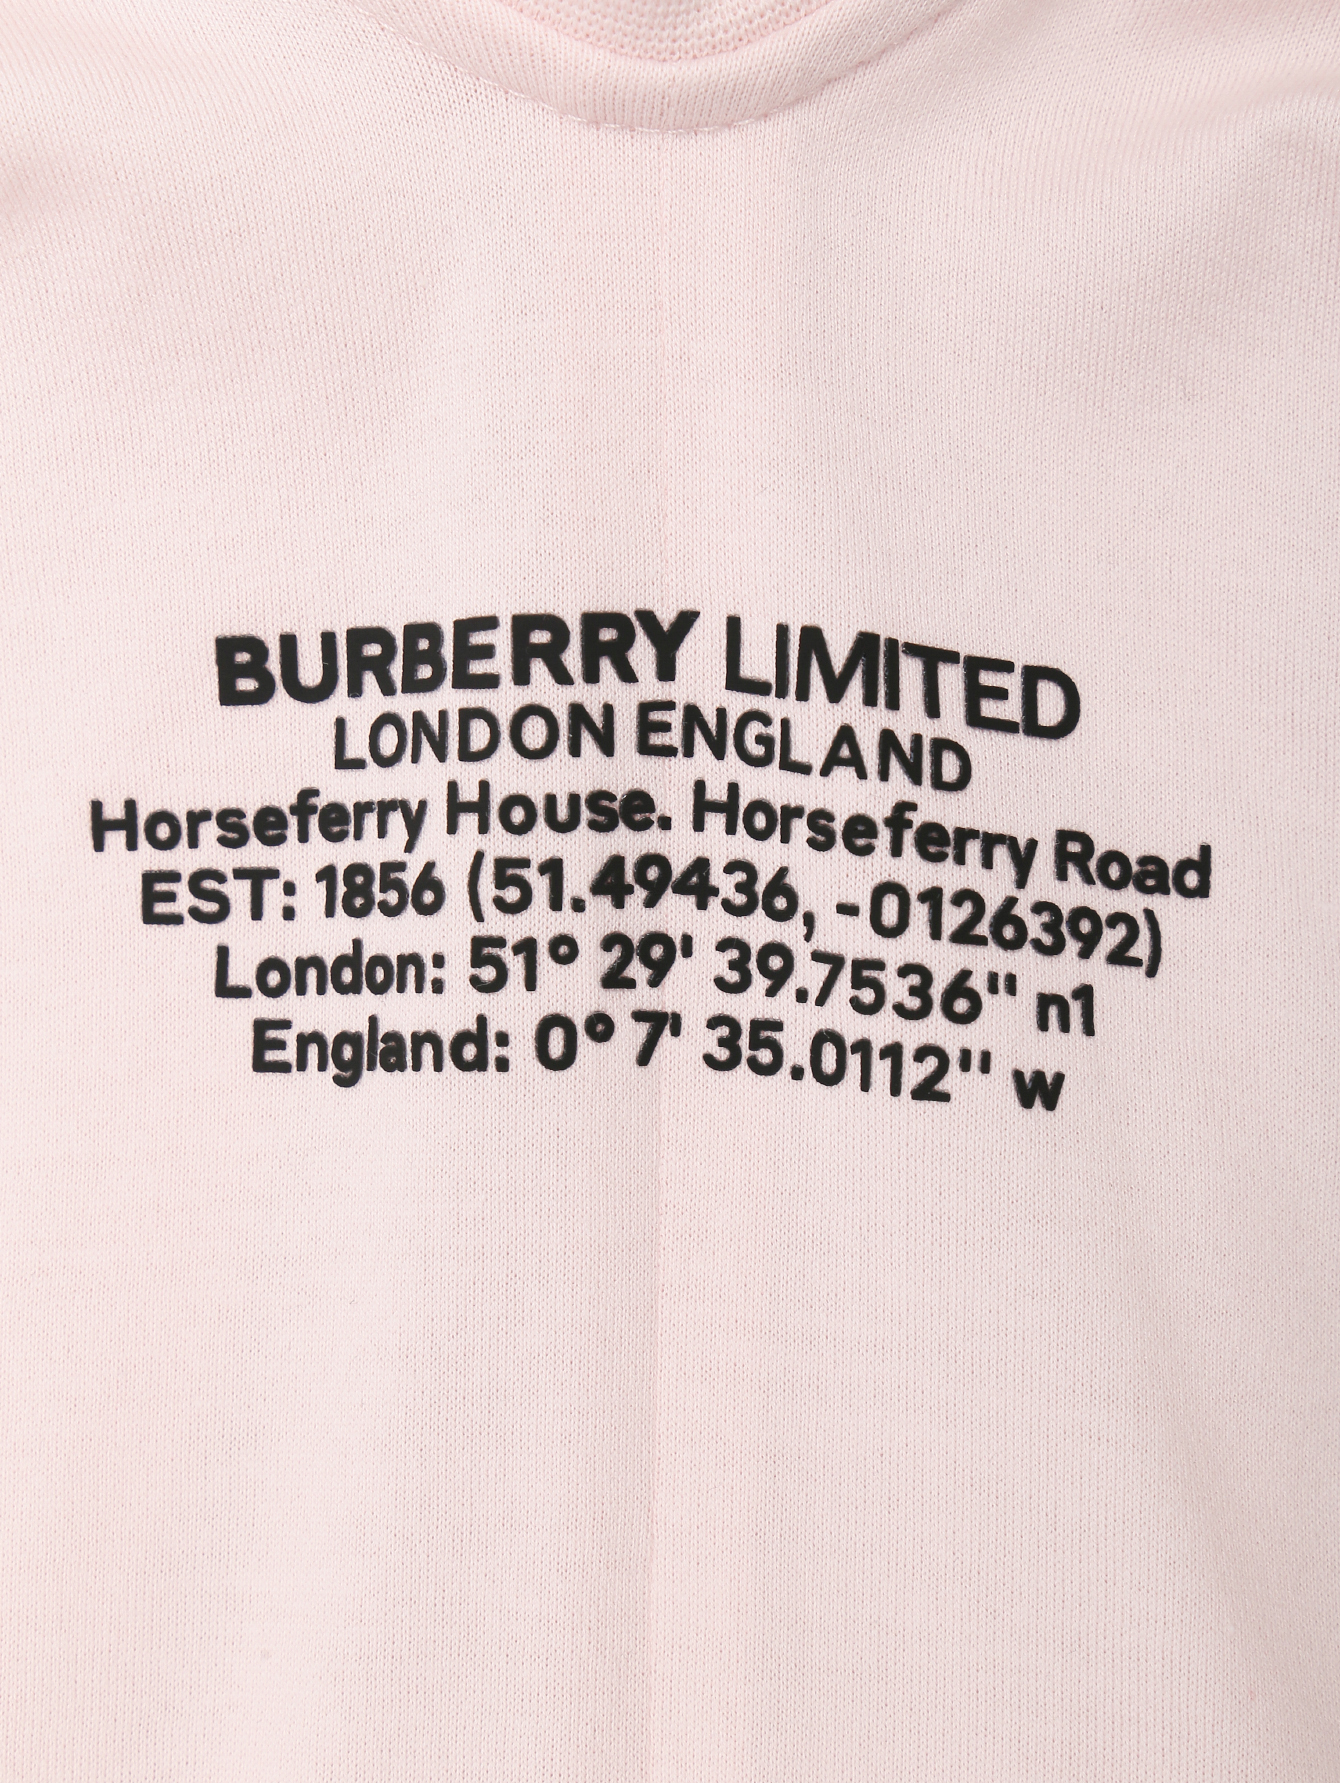 BURBERRY LIMITED
LONDON ENGLAND
Horseferry House. Horseferry Road
EST: 1856 (51.49436, -0126392)
London: 51° 29' 39.7536" n1
England: 0° 7' 35.0112" w